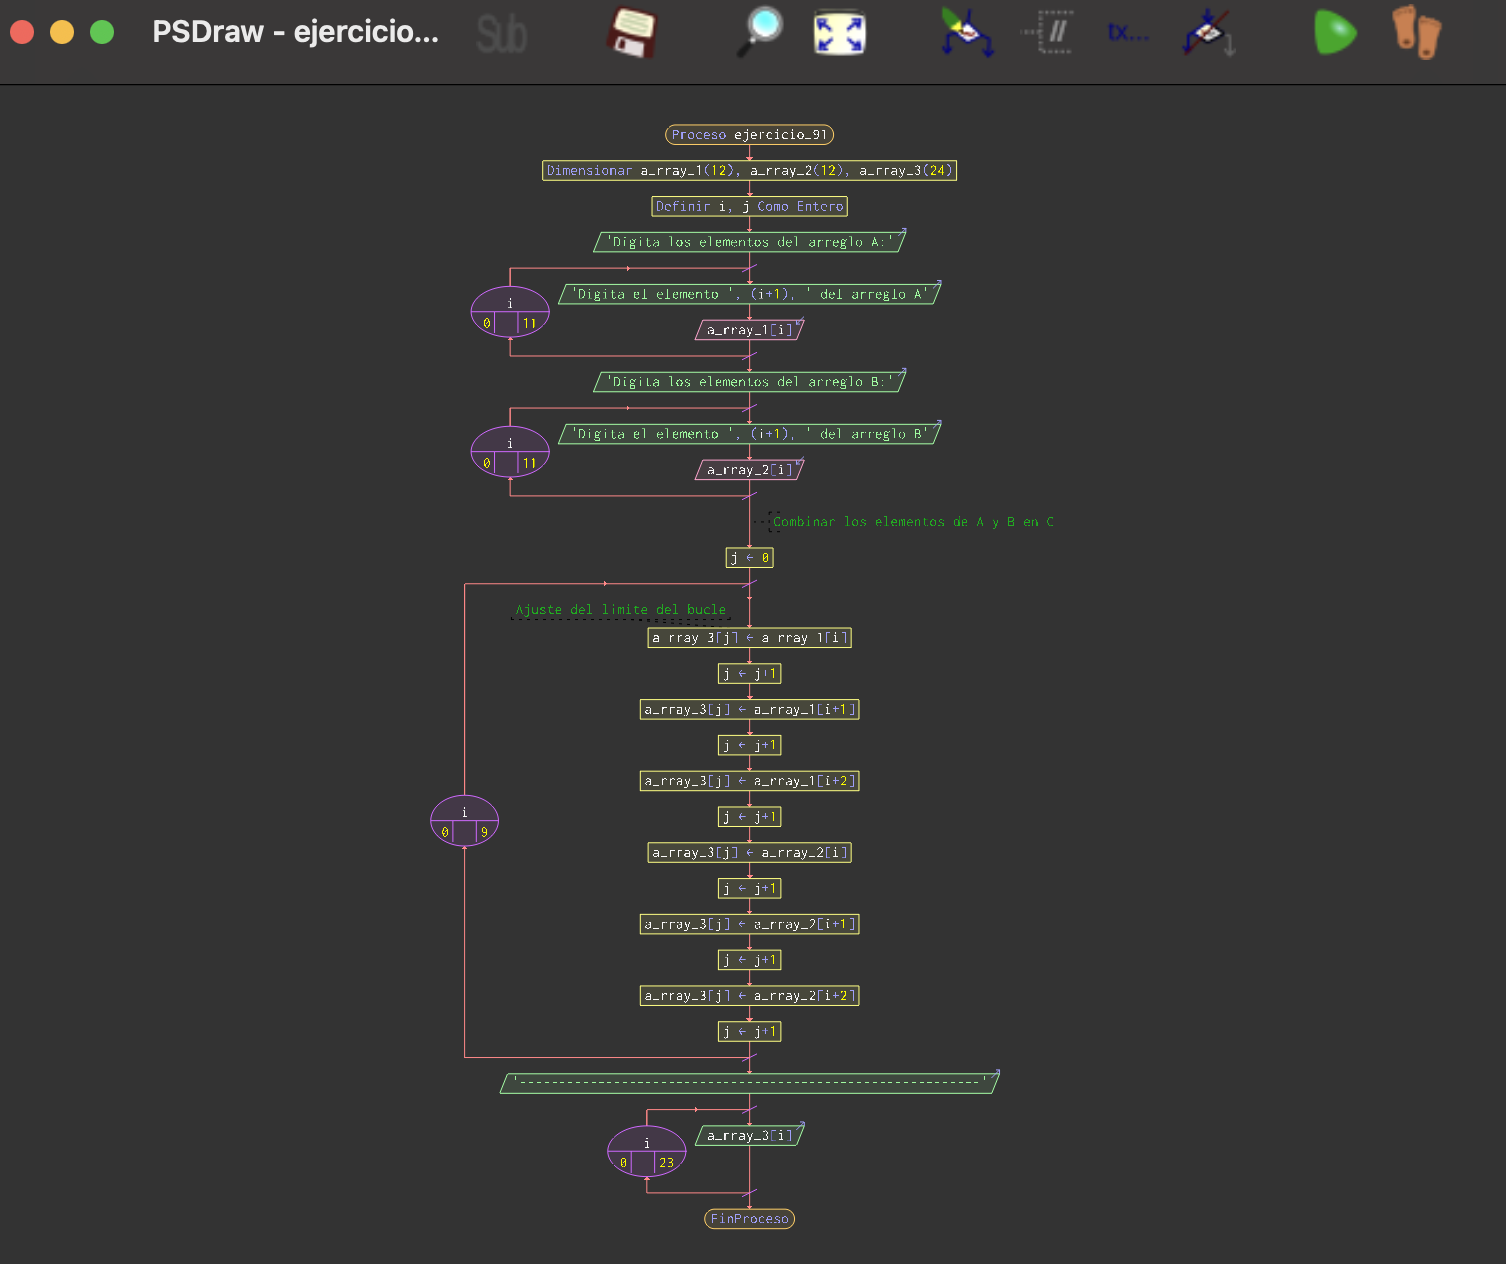 PSDraw - ejercicio...
Sub
tx...
Proceso ejercicio_91
Dimensionar a_rray_1(12), a_rray_2(12), a_rray_3(24)
Definir i, j Como Entero
'Digita los elementos del arreglo A:'
'Digita el elemento ', (i+1), ' del arreglo A'
i
0 11
a_rray_1[i]
'Digita los elementos del arreglo B:'
'Digita el elemento ', (i+1), ' del arreglo B'
i
0 11
a_rray_2[i]
Combinar los elementos de A y B en C
j ← 0
Ajuste del limite del bucle
a_rray_3[j] ← a_rray_1[i]
j ← j+1
a_rray_3[j] ← a_rray_1[i+1]
j ← j+1
a_rray_3[j] ← a_rray_1[i+2]
j ← j+1
i
0 9
a_rray_3[j] ← a_rray_2[i]
j ← j+1
a_rray_3[j] ← a_rray_2[i+1]
j ← j+1
a_rray_3[j] ← a_rray_2[i+2]
j ← j+1
'-----------------------------------------------------------'
a_rray_3[i]
i
0 23
FinProceso